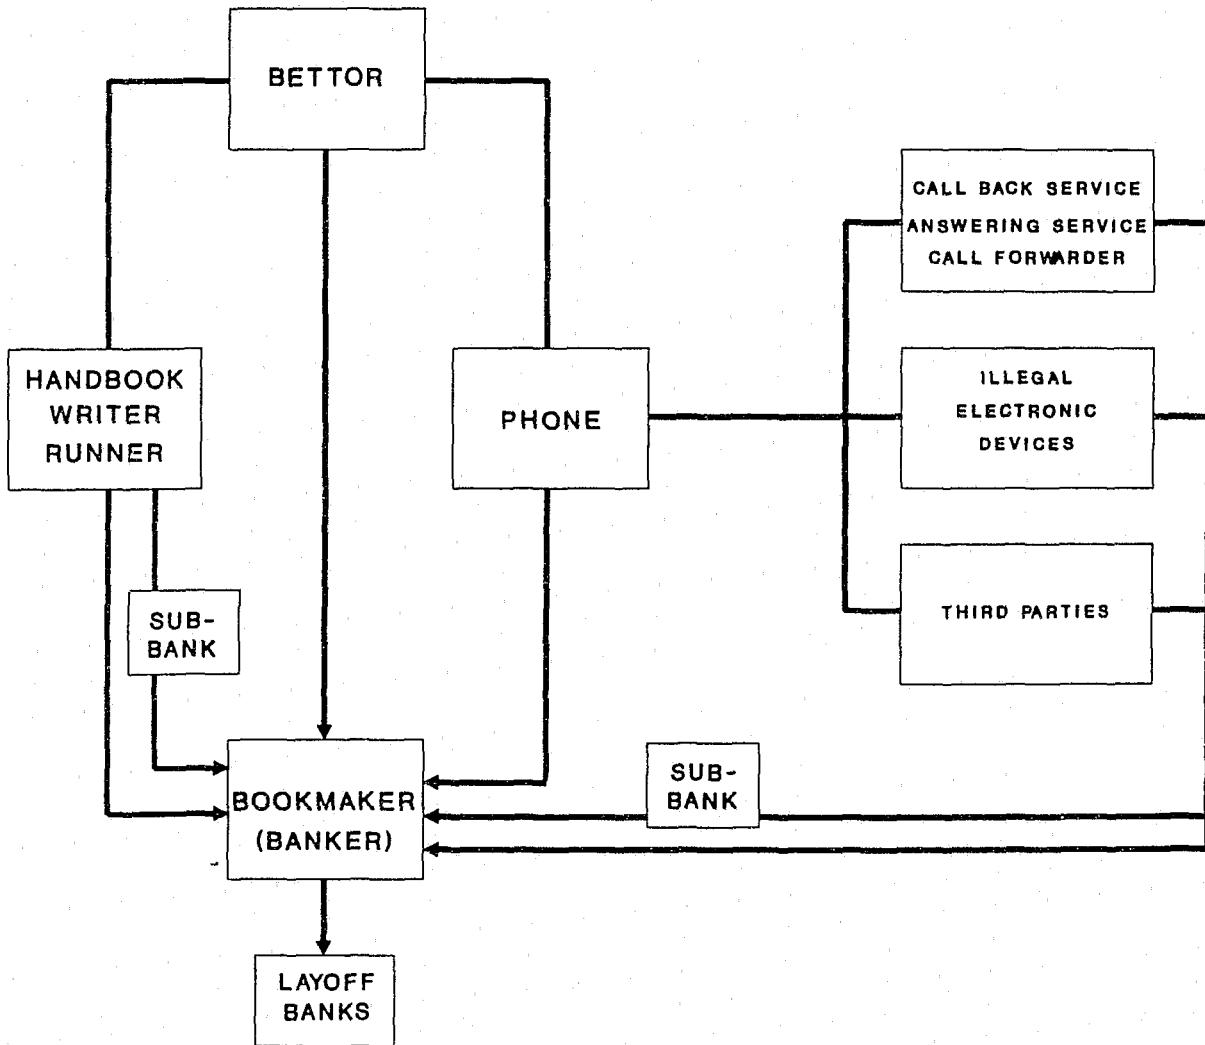 BETTOR
CALL BACK SERVICE
ANSWERING SERVICE
CALL FORWARDER
HANDBOOK
WRITER
RUNNER
PHONE
ILLEGAL
ELECTRONIC
DEVICES
SUB-
BANK
THIRD PARTIES
BOOKMAKER
(BANKER)
SUB-
BANK
LAYOFF
BANKS